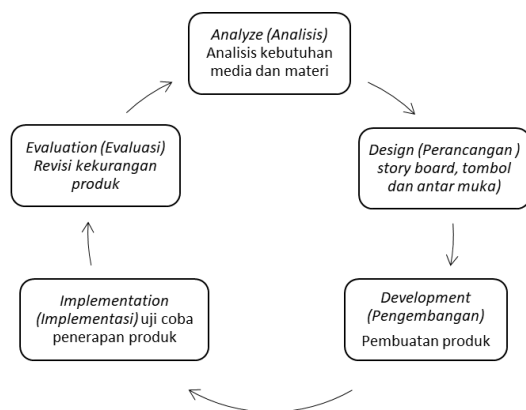 Analyze (Analisis)
Analisis kebutuhan
media dan materi
Design (Perancangan )
story board, tombol
dan antar muka)
Development
(Pengembangan)
Pembuatan produk
Implementation
(Implementasi) uji coba
penerapan produk
Evaluation (Evaluasi)
Revisi kekurangan
produk